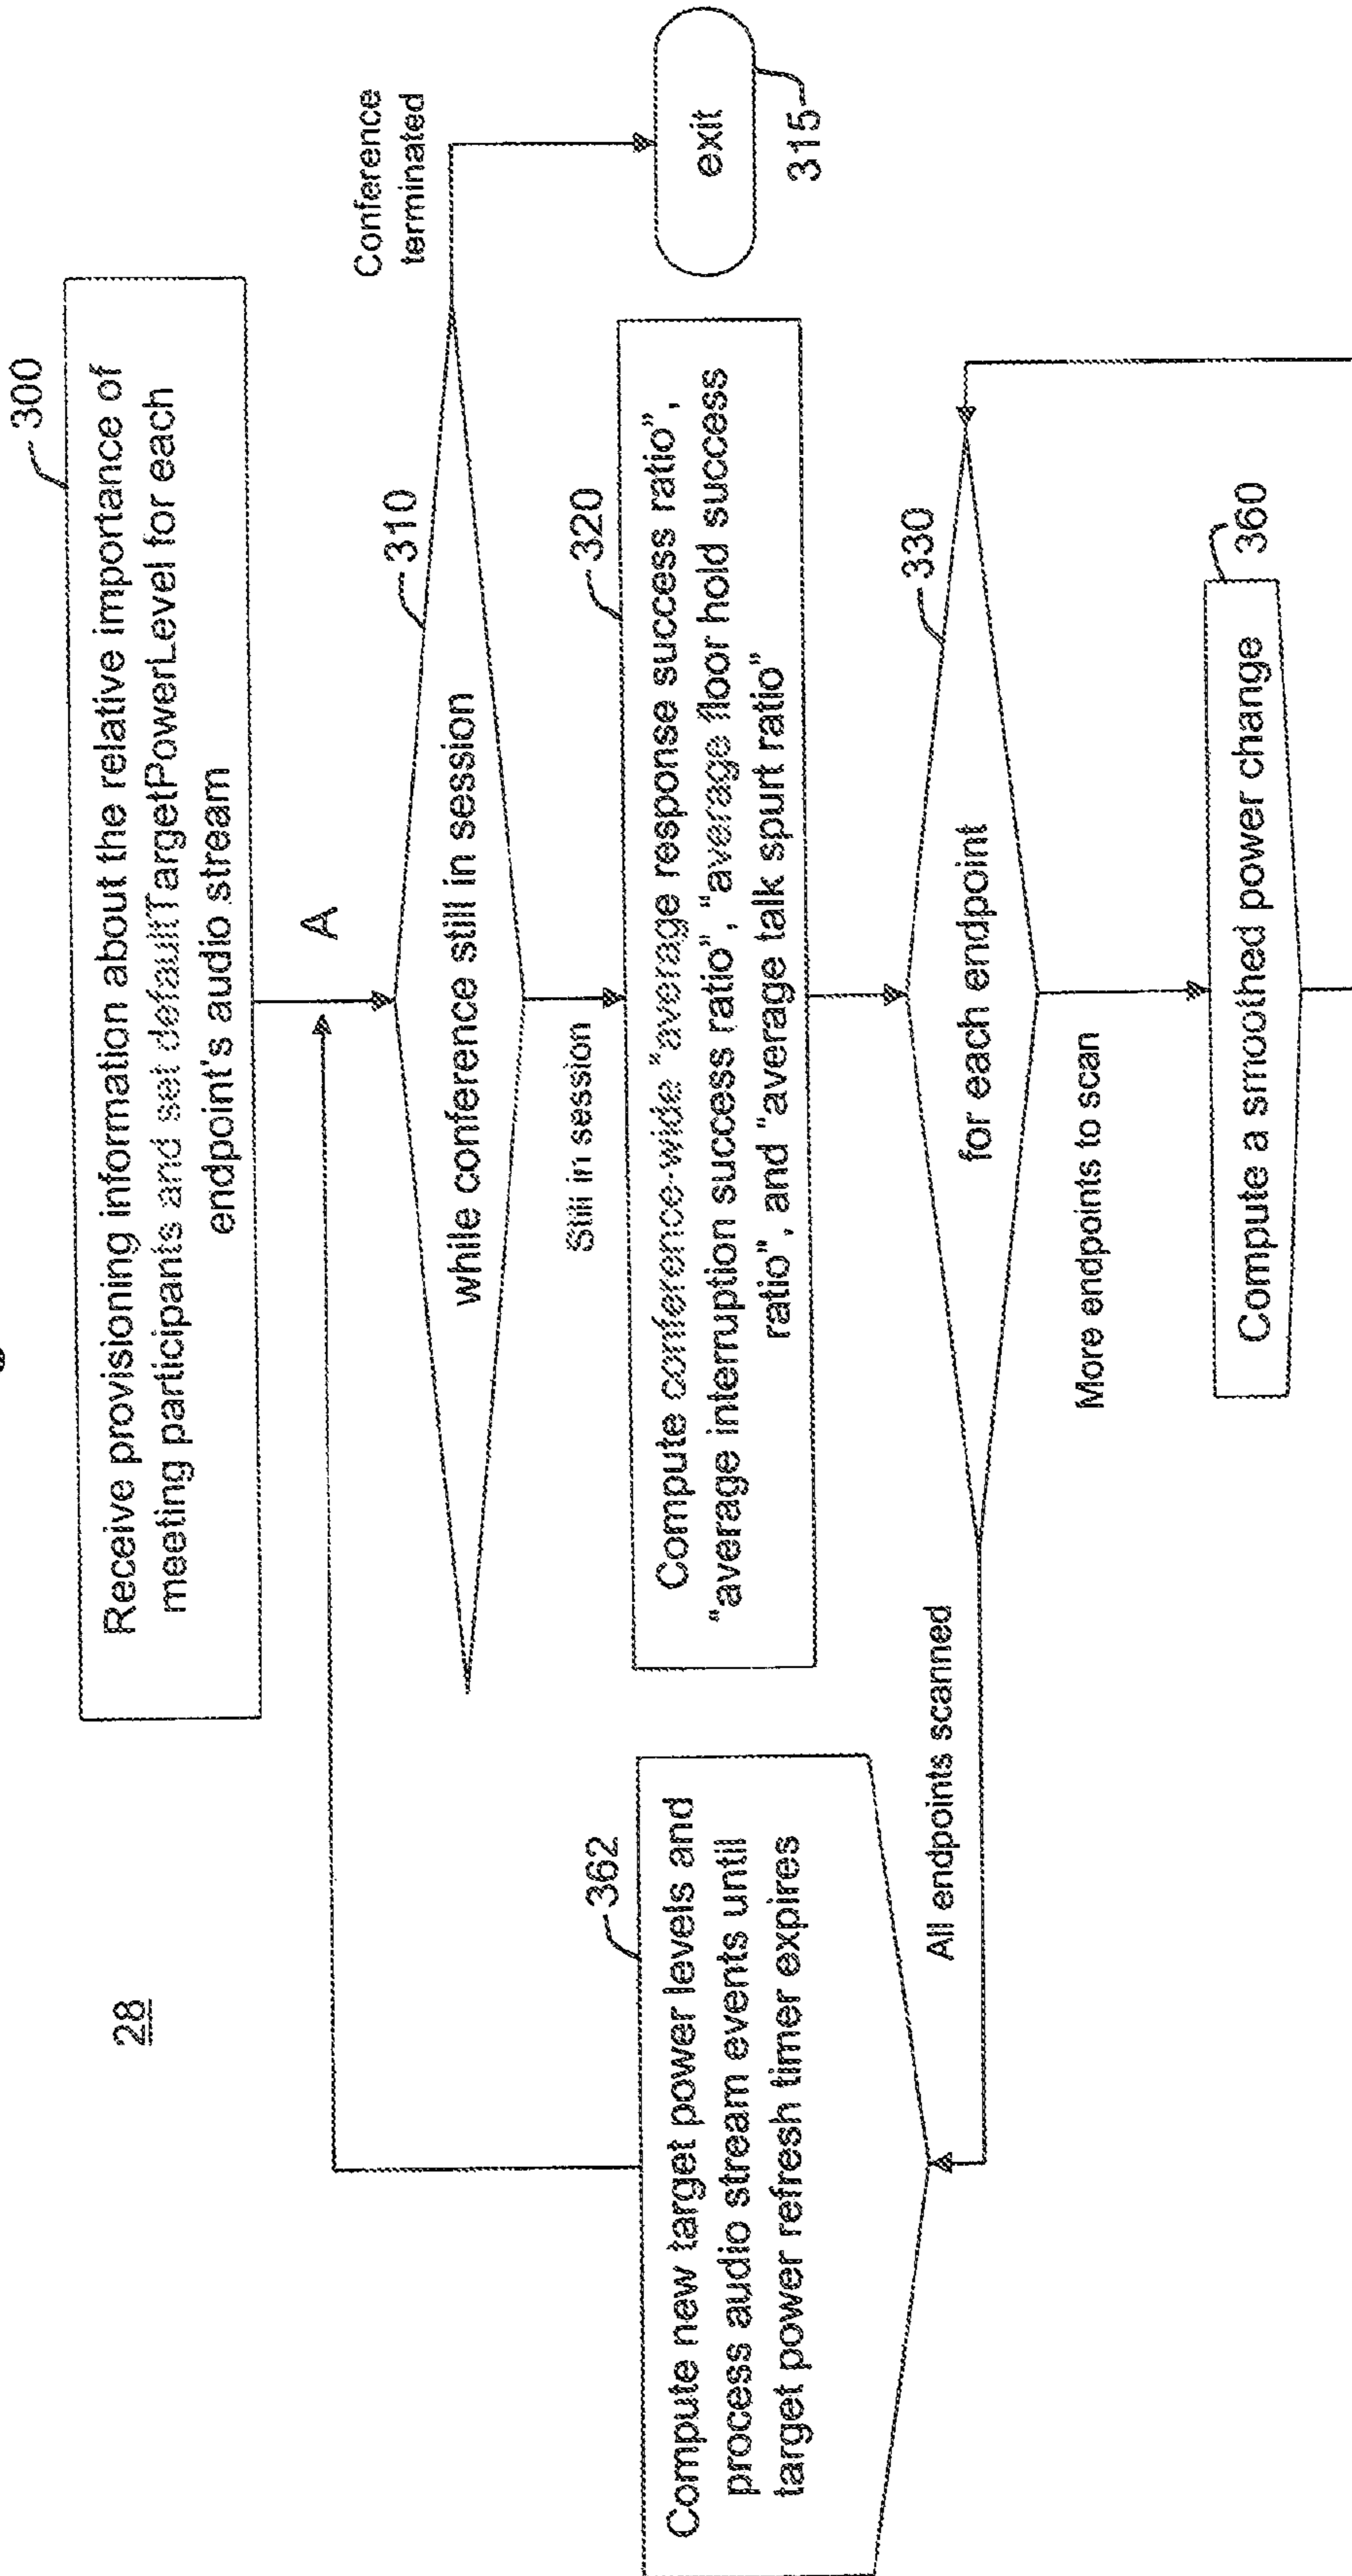 300
Receive provisioning information about the relative importance of
meeting participants and set defaultTargetPowerLevel for each
endpoint's audio stream
28
A
310
while conference still in session
Conference
terminated
exit
315
Still in session
320
Compute conference-wide "average response success ratio",
"average interruption success ratio", "average floor hold success
ratio", and "average talk spurt ratio"
362
Compute new target power levels and
process audio stream events until
target power refresh timer expires
330
for each endpoint
All endpoints scanned
More endpoints to scan
360
Compute a smoothed power change